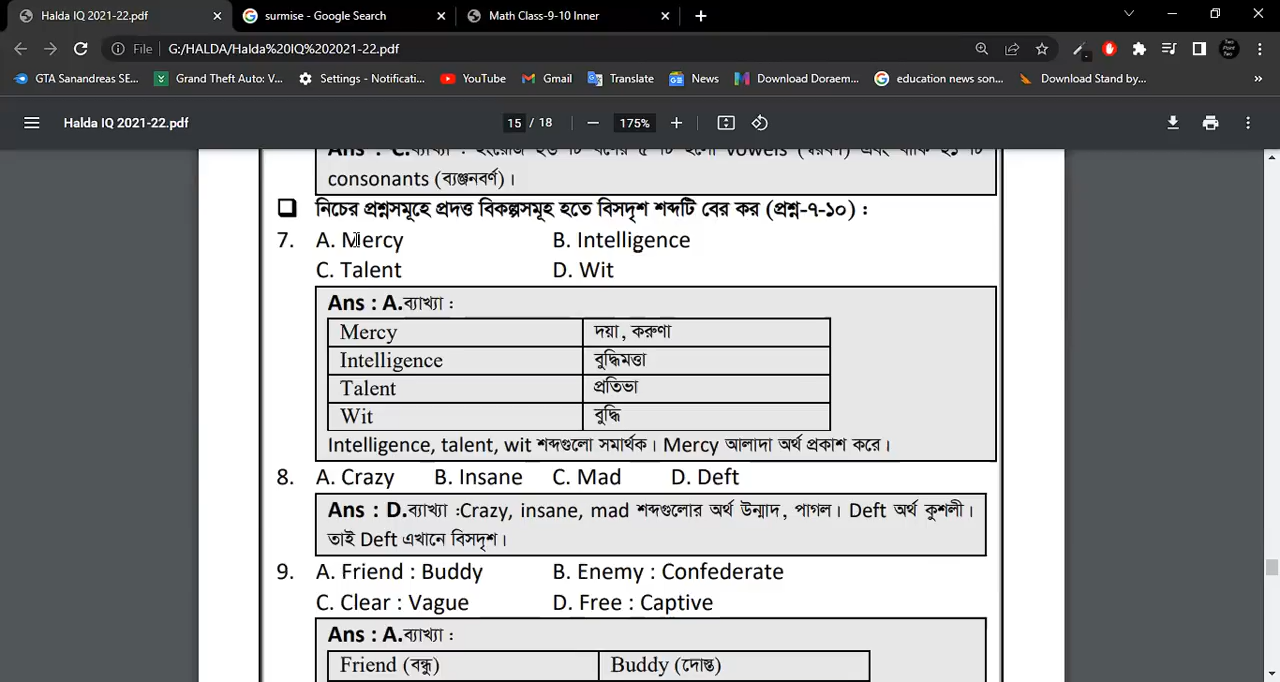 Halda IQ 2021-22.pdf
surmise - Google Search
Math Class-9-10 Inner
File
G:/HALDA/Halda%20IQ%202021-22.pdf
GTA Sanandreas SE...
Grand Theft Auto: V...
Settings - Notificati...
YouTube
Gmail
Translate
News
Download Doraem...
education news son...
Download Stand by...
Halda IQ 2021-22.pdf
15 / 18
175%
consonants (ব্যঞ্জনবর্ণ)।
নিচের প্রশ্নসমূহে প্রদত্ত বিকল্পসমূহ হতে বিসদৃশ শব্দটি বের কর (প্রশ্ন-৭-১০) :
7. A. Mercy B. Intelligence
C. Talent D. Wit
Ans : A.ব্যাখ্যা :
Mercy দয়া, করুণা
Intelligence বুদ্ধিমত্তা
Talent প্রতিভা
Wit বুদ্ধি
Intelligence, talent, wit শব্দগুলো সমার্থক। Mercy আলাদা অর্থ প্রকাশ করে।
8. A. Crazy B. Insane C. Mad D. Deft
Ans : D.ব্যাখ্যা :Crazy, insane, mad শব্দগুলোর অর্থ উন্মাদ, পাগল। Deft অর্থ কুশলী।
তাই Deft এখানে বিসদৃশ।
9. A. Friend : Buddy B. Enemy : Confederate
C. Clear : Vague D. Free : Captive
Ans : A.ব্যাখ্যা :
Friend (বন্ধু) Buddy (দোস্ত)